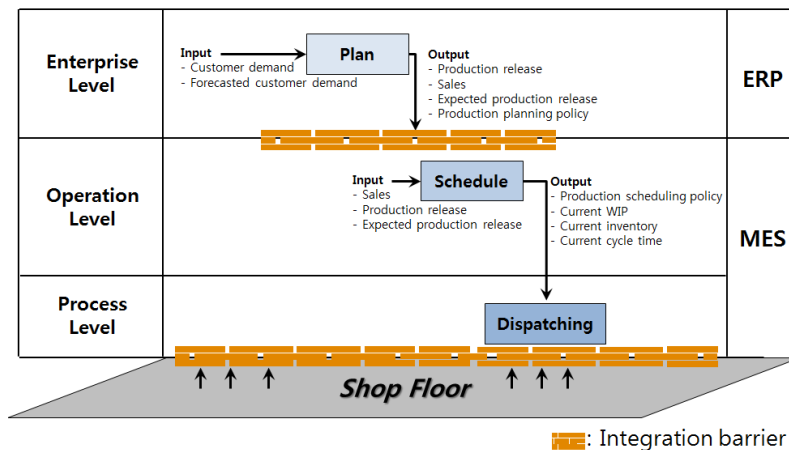 Enterprise
Level
Input
- Customer demand
- Forecasted customer demand
Plan
Output
- Production release
- Sales
- Expected production release
- Production planning policy
ERP
Operation
Level
Input
- Sales
- Production release
- Expected production release
Schedule
Output
- Production scheduling policy
- Current WIP
- Current inventory
- Current cycle time
MES
Process
Level
Dispatching
Shop Floor
: Integration barrier